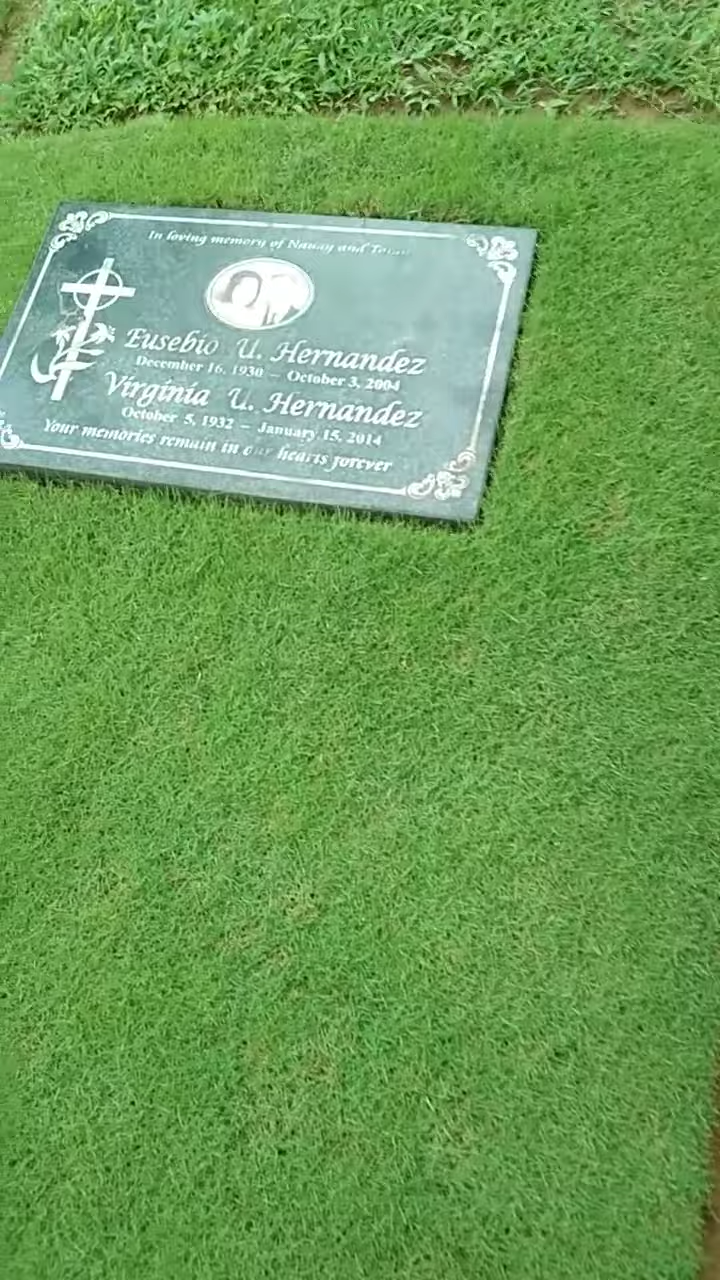 In loving memory of Nanay and
Eusebio U. Hernandez
December 16, 1930 – October 3, 2004
Virginia U. Hernandez
October 5, 1932 – January 15, 2014
Your memories remain in our hearts forever